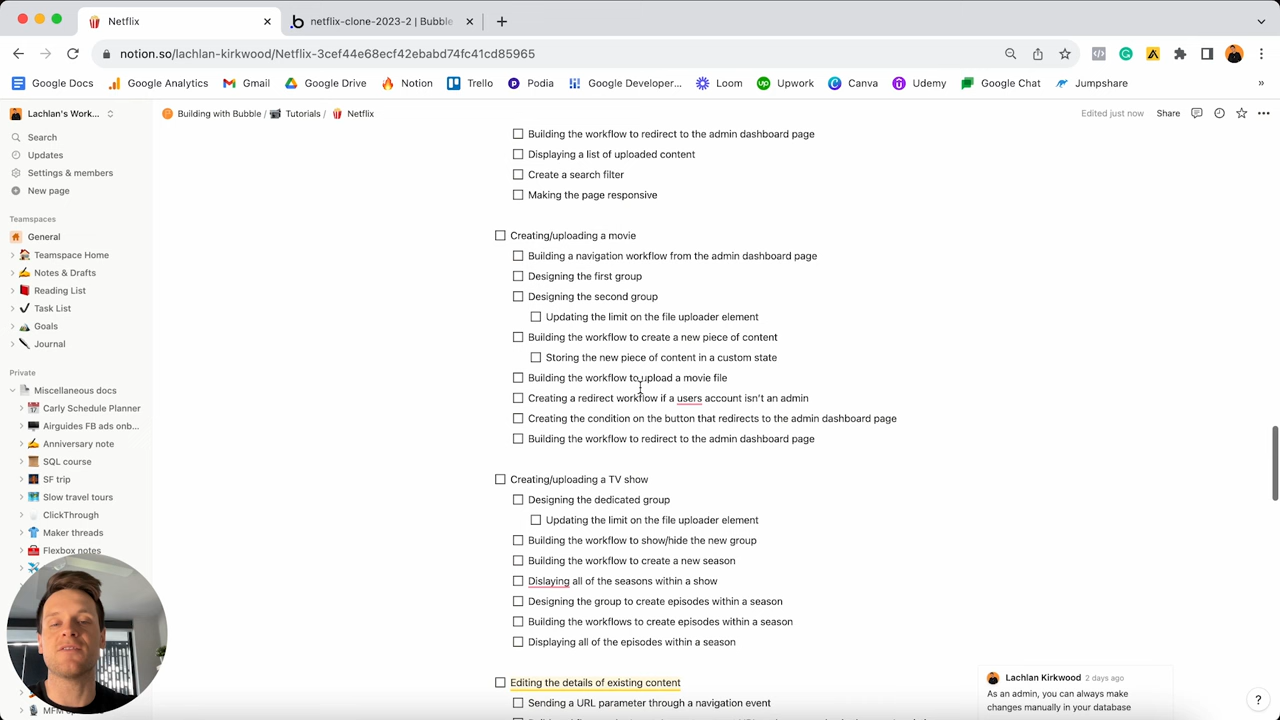 Netflix
netflix-clone-2023-2 | Bubble
notion.so/lachlan-kirkwood/Netflix-3cef44e68ecf42ebabd74fc41cd85965
Google Docs
Google Analytics
Gmail
Google Drive
Notion
Trello
Podia
Google Developer...
Loom
Upwork
Canva
Udemy
Google Chat
Jumpshare
»
Lachlan's Work...
Building with Bubble / Tutorials / Netflix
Edited just now
Share
Search
Updates
Settings & members
New page
Teamspaces
General
Teamspace Home
Notes & Drafts
Reading List
Task List
Goals
Journal
Private
Miscellaneous docs
Carly Schedule Planner
Airguides FB ads onb...
Anniversary note
SQL course
SF trip
Slow travel tours
ClickThrough
Maker threads
Flexbox notes
Building the workflow to redirect to the admin dashboard page
Displaying a list of uploaded content
Create a search filter
Making the page responsive
Creating/uploading a movie
Building a navigation workflow from the admin dashboard page
Designing the first group
Designing the second group
Updating the limit on the file uploader element
Building the workflow to create a new piece of content
Storing the new piece of content in a custom state
Building the workflow to upload a movie file
Creating a redirect workflow if a users account isn't an admin
Creating the condition on the button that redirects to the admin dashboard page
Building the workflow to redirect to the admin dashboard page
Creating/uploading a TV show
Designing the dedicated group
Updating the limit on the file uploader element
Building the workflow to show/hide the new group
Building the workflow to create a new season
Dislaying all of the seasons within a show
Designing the group to create episodes within a season
Building the workflows to create episodes within a season
Displaying all of the episodes within a season
Editing the details of existing content
Sending a URL parameter through a navigation event
Lachlan Kirkwood 2 days ago
As an admin, you can always make
changes manually in your database
?